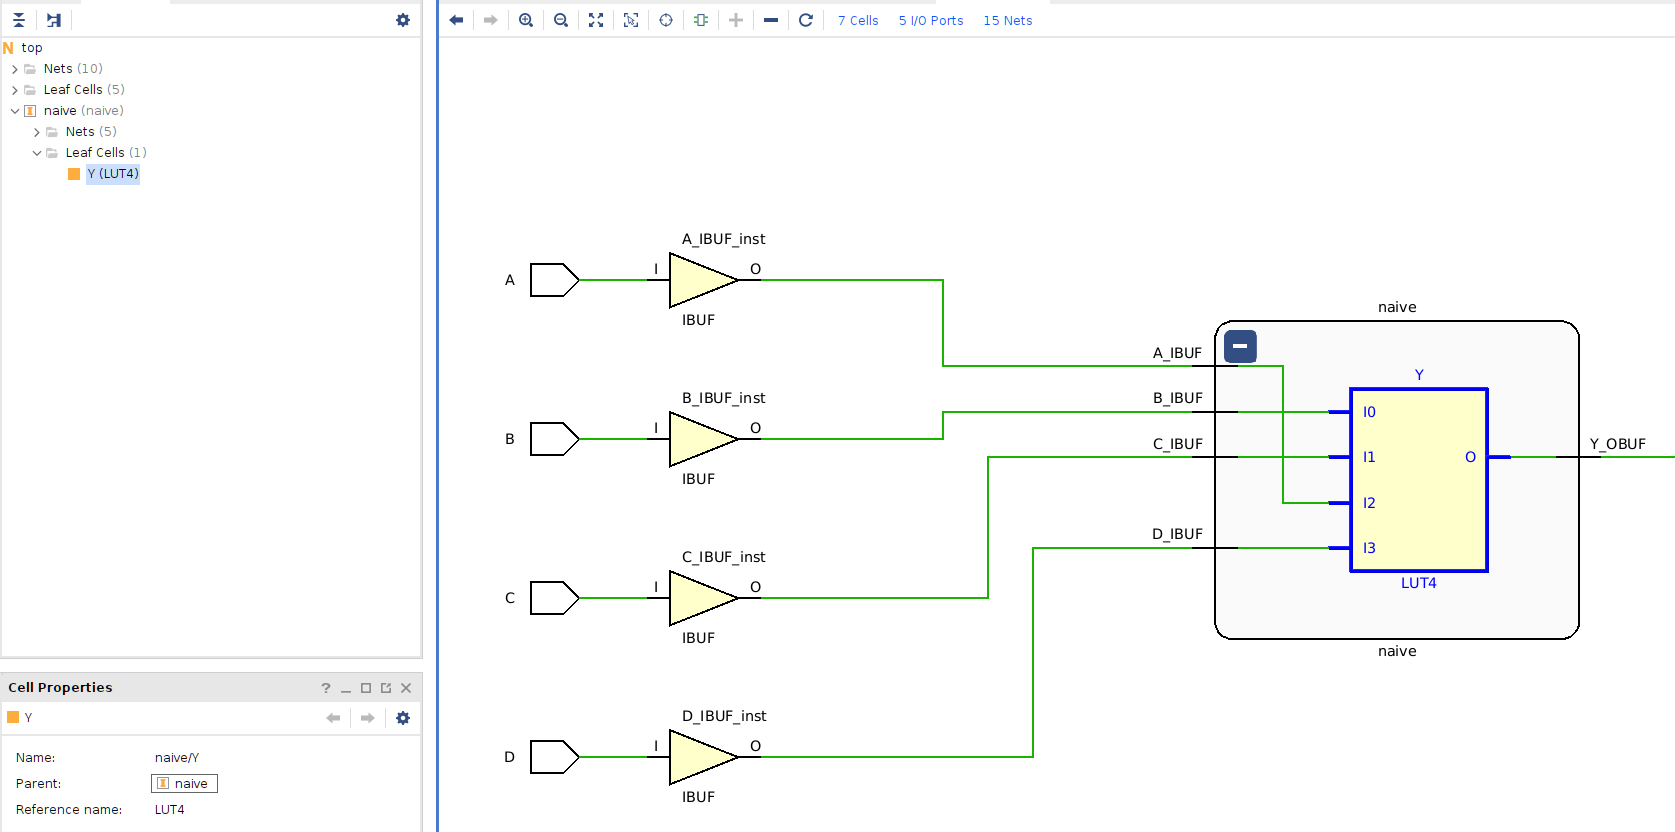 7 Cells 5 I/O Ports 15 Nets
N top
Nets (10)
Leaf Cells (5)
naive (naive)
Nets (5)
Leaf Cells (1)
Y (LUT4)
Cell Properties
Y
Name: naive/Y
Parent: naive
Reference name: LUT4
A_IBUF_inst
A I O
IBUF
B_IBUF_inst
B I O
IBUF
C_IBUF_inst
C I O
IBUF
D_IBUF_inst
D I O
IBUF
naive
A_IBUF
B_IBUF
C_IBUF
D_IBUF
Y
I0
I1 O
I2
I3
LUT4
Y_OBUF
naive